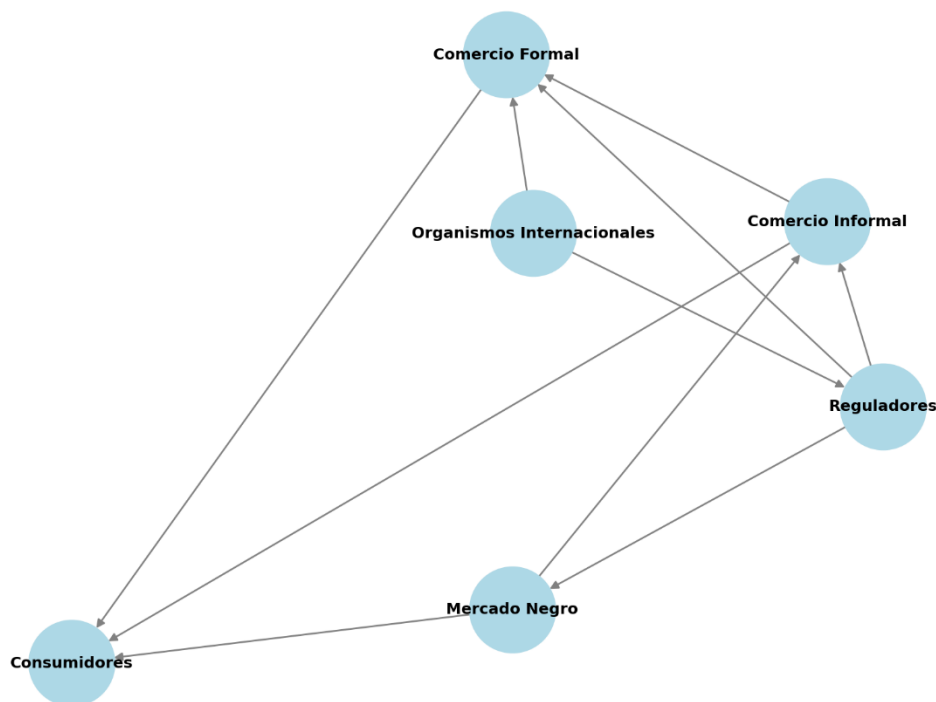 Comercio Formal
Comercio Informal
Organismos Internacionales
Reguladores
Mercado Negro
Consumidores